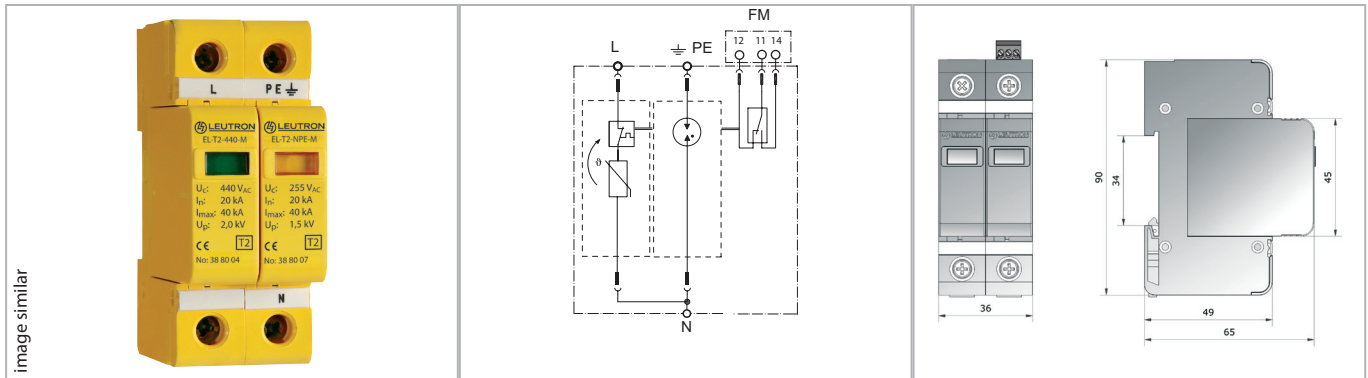 image similar
L
PE
LEUTRON
EL-T2-440-M
Uc: 440 VAC
In: 20 kA
Imax: 40 kA
Up: 2,0 kV
CE T2
No: 38 80 04
LEUTRON
EL-T2-NPE-M
Uc: 255 VAC
In: 20 kA
Imax: 40 kA
Up: 1,5 kV
CE T2
No: 38 80 07
N
FM
12 11 14
L
PE
ϑ
N
LEUTRON
LEUTRON
36
90
34
45
49
65